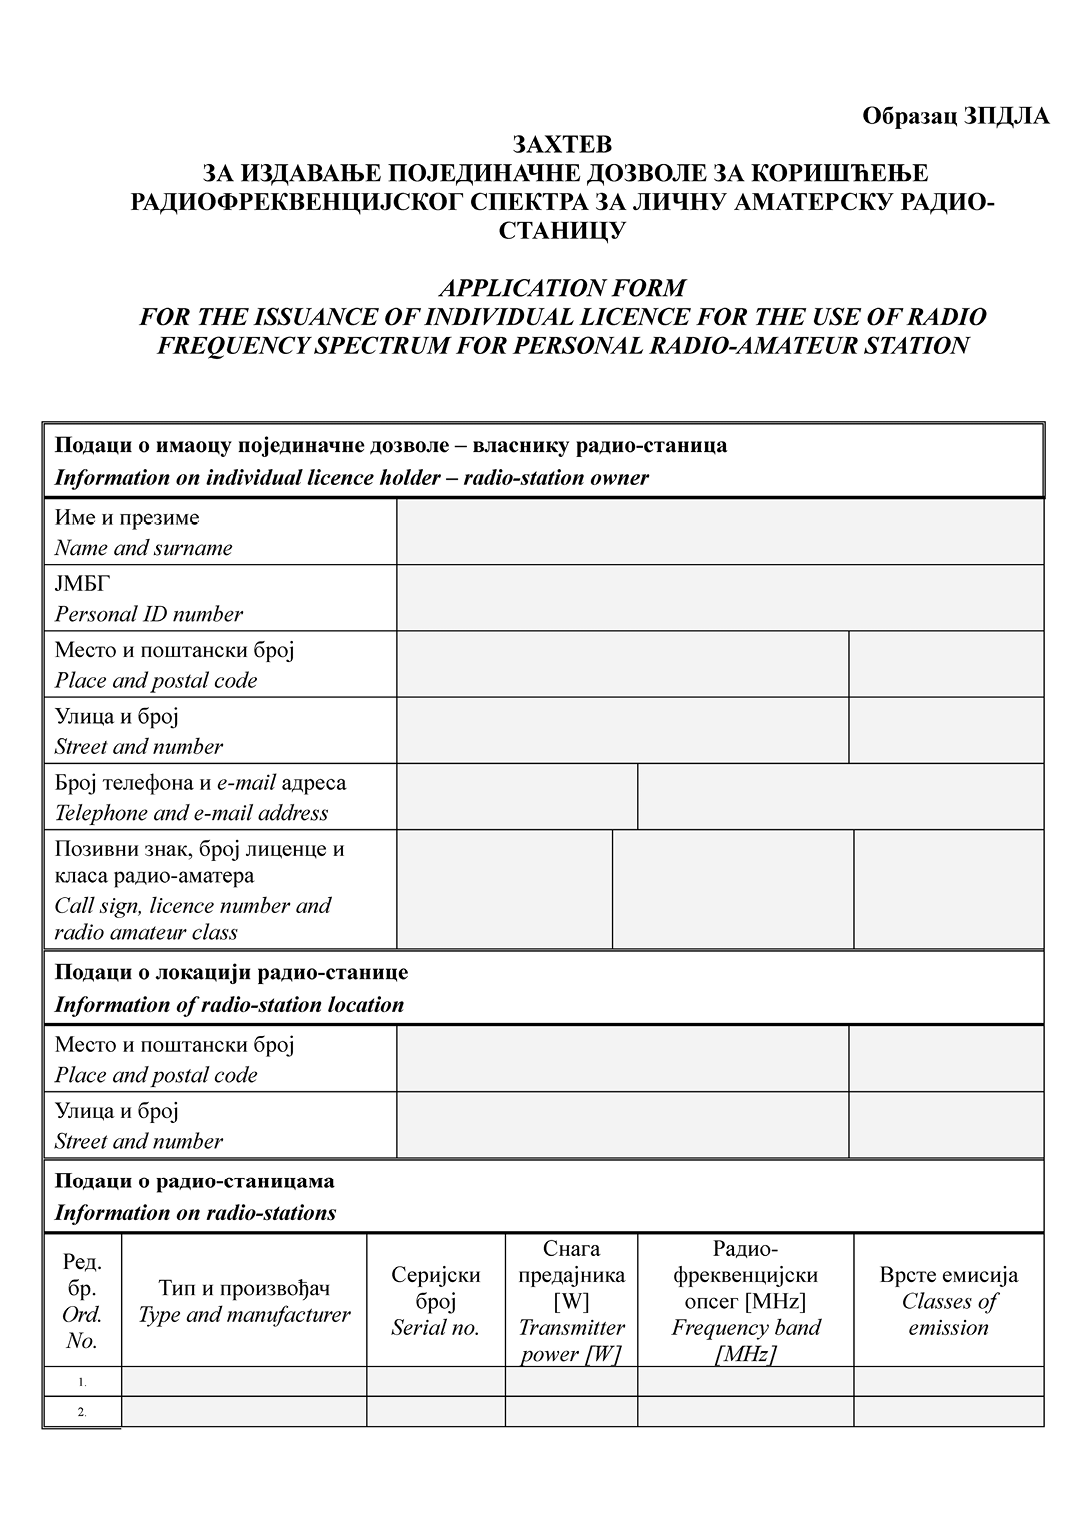 Образац ЗПДЛА
ЗАХТЕВ
ЗА ИЗДАВАЊЕ ПОЈЕДИНАЧНЕ ДОЗВОЛЕ ЗА КОРИШЋЕЊЕ
РАДИОФРЕКВЕНЦИЈСКОГ СПЕКТРА ЗА ЛИЧНУ АМАТЕРСКУ РАДИО-
СТАНИЦУ
APPLICATION FORM
FOR THE ISSUANCE OF INDIVIDUAL LICENCE FOR THE USE OF RADIO
FREQUENCY SPECTRUM FOR PERSONAL RADIO-AMATEUR STATION
Подаци о имаоцу појединачне дозволе – власнику радио-станица
Information on individual licence holder – radio-station owner
Име и презиме
Name and surname
ЈМБГ
Personal ID number
Место и поштански број
Place and postal code
Улица и број
Street and number
Број телефона и e-mail адреса
Telephone and e-mail address
Позивни знак, број лиценце и
класа радио-аматера
Call sign, licence number and
radio amateur class
Подаци о локацији радио-станице
Information of radio-station location
Место и поштански број
Place and postal code
Улица и број
Street and number
Подаци о радио-станицама
Information on radio-stations
Ред.
бр.
Ord.
No.
Тип и произвођач
Type and manufacturer
Серијски
број
Serial no.
Снага
предајника
[W]
Transmitter
power [W]
Радио-
фреквенцијски
опсег [MHz]
Frequency band
[MHz]
Врсте емисија
Classes of
emission
1.
2.